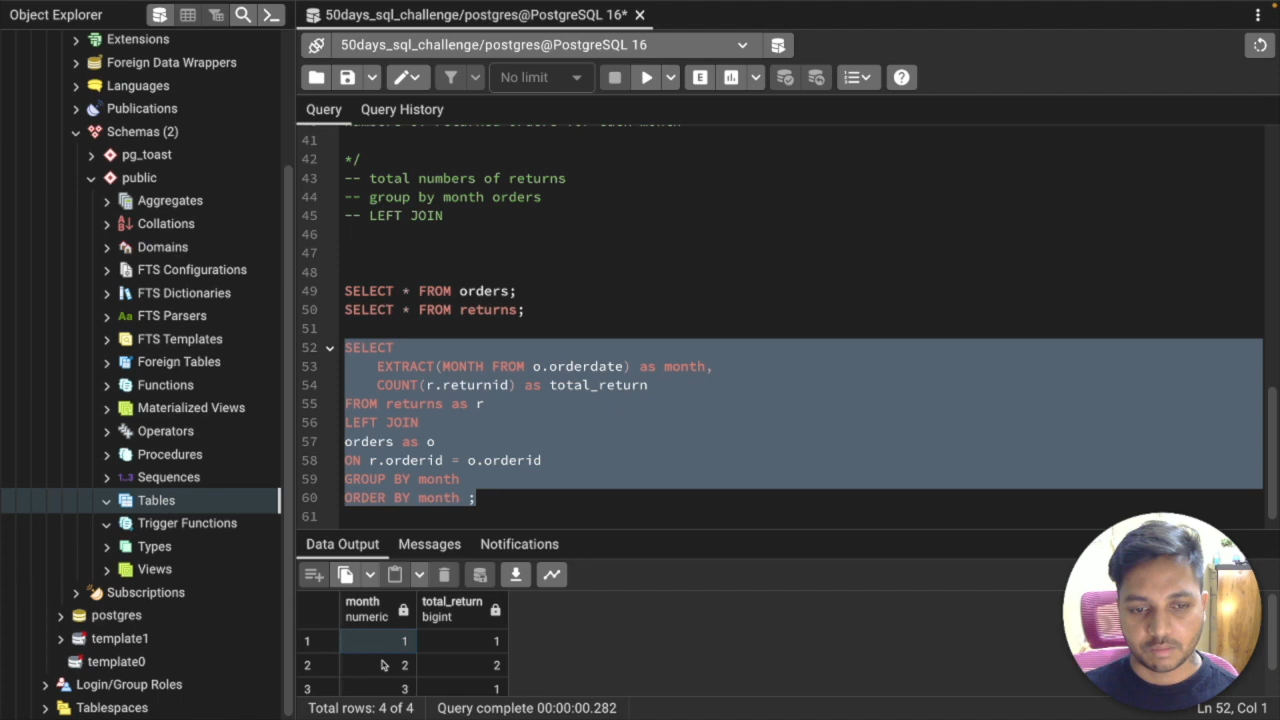 Object Explorer
50days_sql_challenge/postgres@PostgreSQL 16*
50days_sql_challenge/postgres@PostgreSQL 16
No limit
E
Query
Query History
Extensions
Foreign Data Wrappers
Languages
Publications
Schemas (2)
pg_toast
public
Aggregates
Collations
Domains
FTS Configurations
FTS Dictionaries
FTS Parsers
Aa FTS Templates
Foreign Tables
Functions
Materialized Views
Operators
Procedures
1..3 Sequences
Tables
Trigger Functions
Types
Views
Subscriptions
postgres
template1
template0
Login/Group Roles
Tablespaces
41
42 */
43 -- total numbers of returns
44 -- group by month orders
45 -- LEFT JOIN
46
47
48
49 SELECT * FROM orders;
50 SELECT * FROM returns;
51
52 SELECT
53 EXTRACT(MONTH FROM o.orderdate) as month,
54 COUNT(r.returnid) as total_return
55 FROM returns as r
56 LEFT JOIN
57 orders as o
58 ON r.orderid = o.orderid
59 GROUP BY month
60 ORDER BY month ;
61
Data Output Messages Notifications
month total_return
numeric bigint
1 1 1
2 2 2
3 3 1
Total rows: 4 of 4 Query complete 00:00:00.282
Ln 52, Col 1